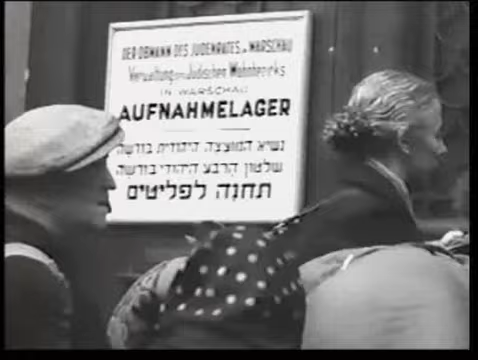 DER OBMANN DES JUDENRATES IN WARSCHAU
Verwaltung des Jüdischen Wohnbezirks
IN WARSCHAU
AUFNAHMELAGER
נשיא המועצה היהודית בורשה
שלטון הרבע היהודי בורשה
תחנה לפליטים